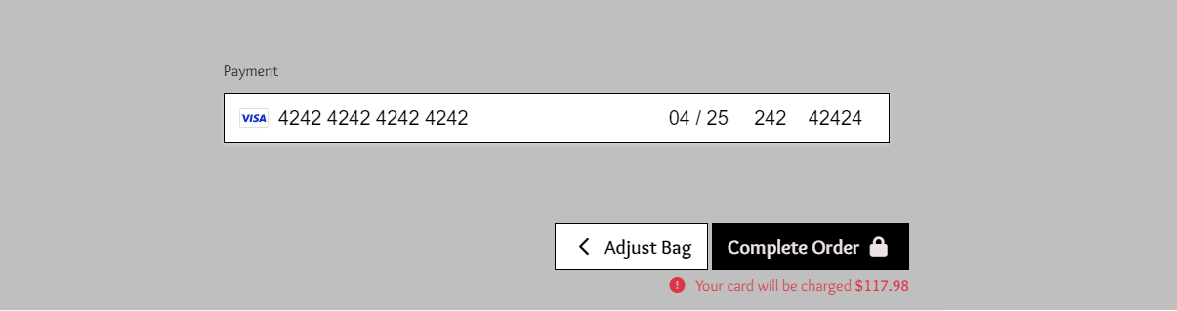 Payment
VISA 4242 4242 4242 4242 04 / 25 242 42424
Adjust Bag Complete Order
Your card will be charged $117.98